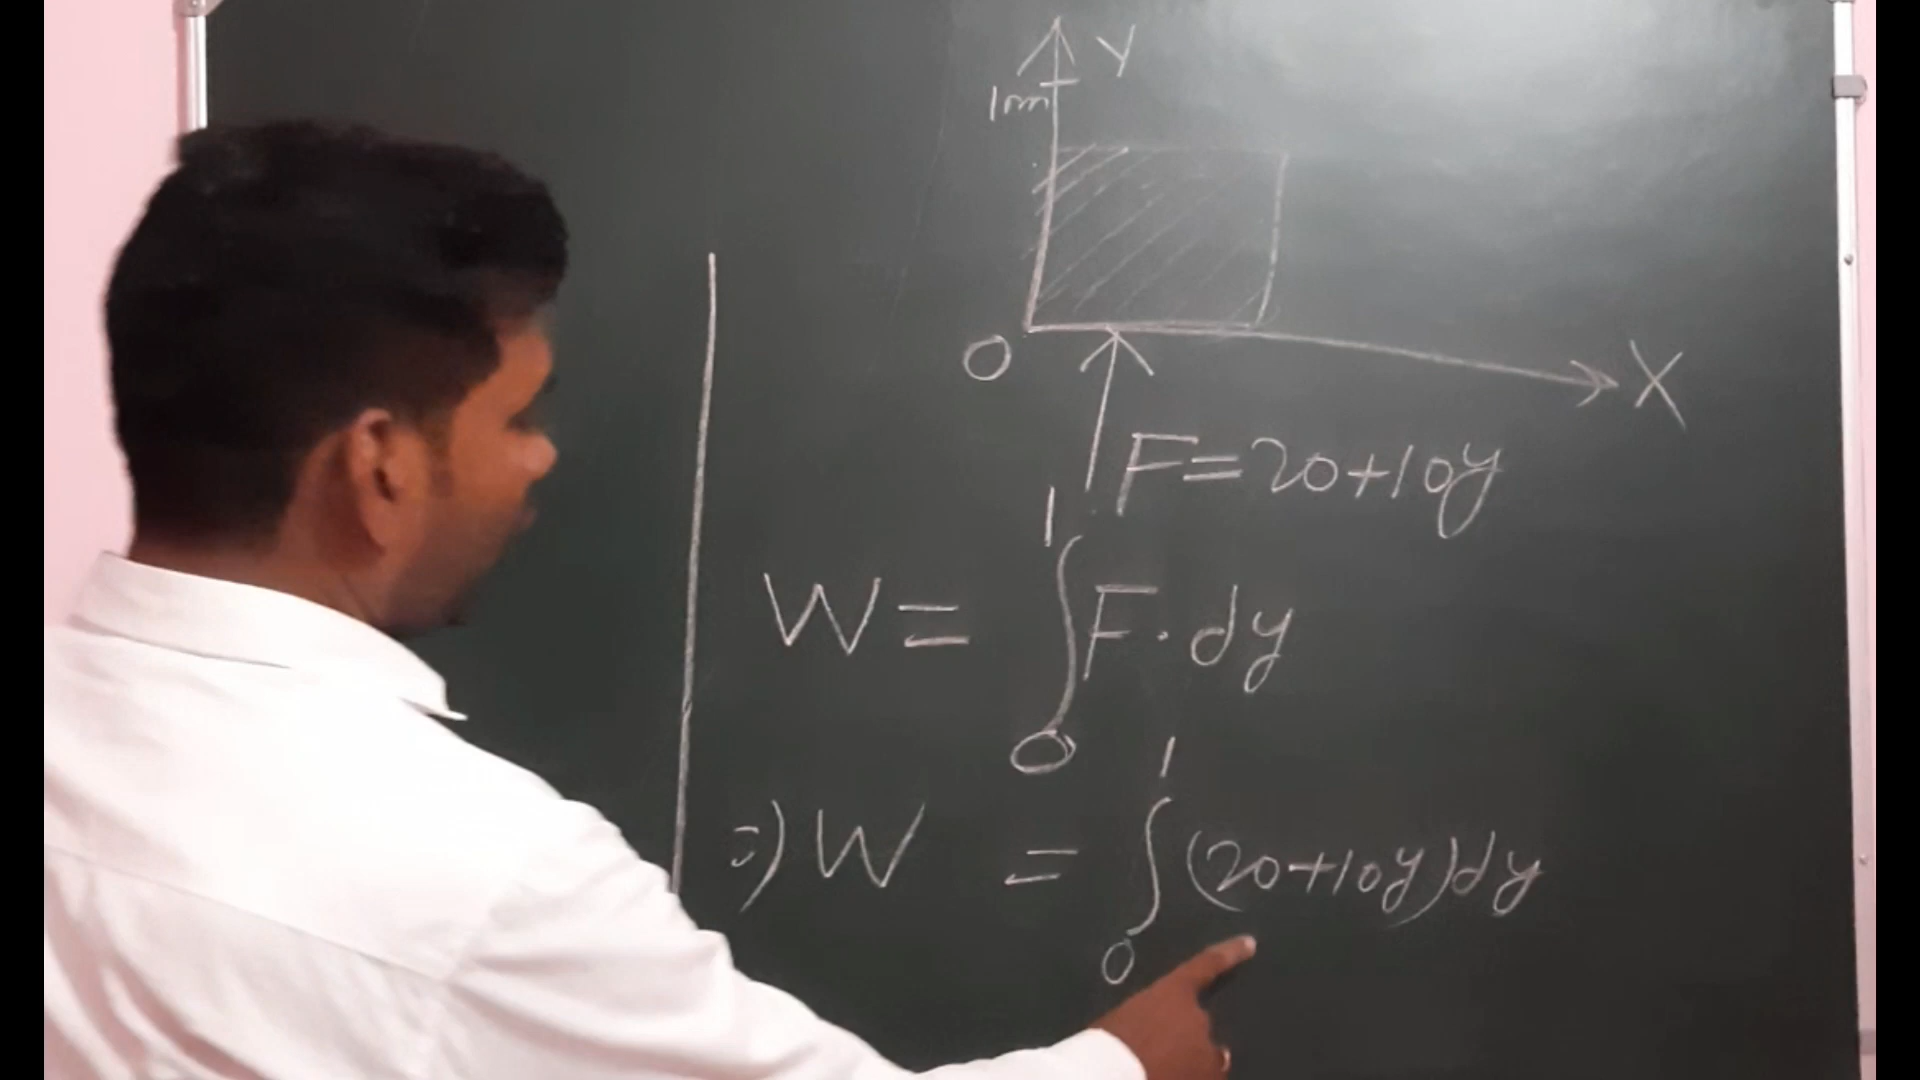 Y
1m
O
X
F=20+10y
W = ∫₀¹ F · dy
⇒) W = ∫₀¹ (20+10y)dy